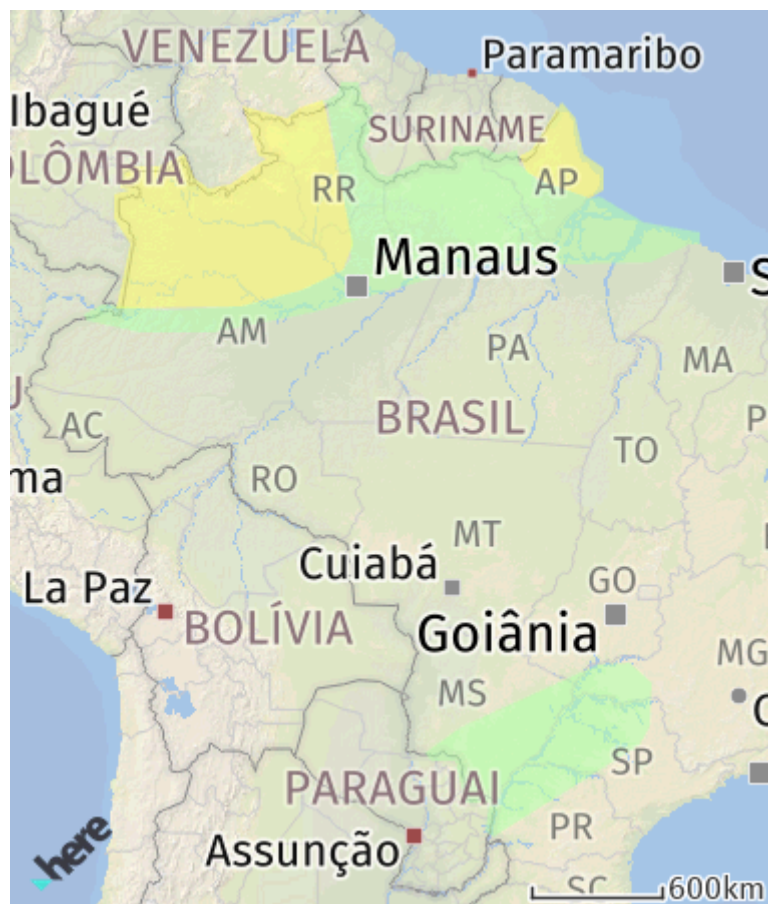 VENEZUELA
Paramaribo
Ibagué
SURINAME
LÔMBIA
RR
AP
Manaus
S
AM
PA
MA
BRASIL
AC
P
TO
ma
RO
MT
Cuiabá
GO
La Paz
BOLÍVIA
Goiânia
MG
MS
C
SP
PARAGUAI
here
PR
Assunção
SC
600km